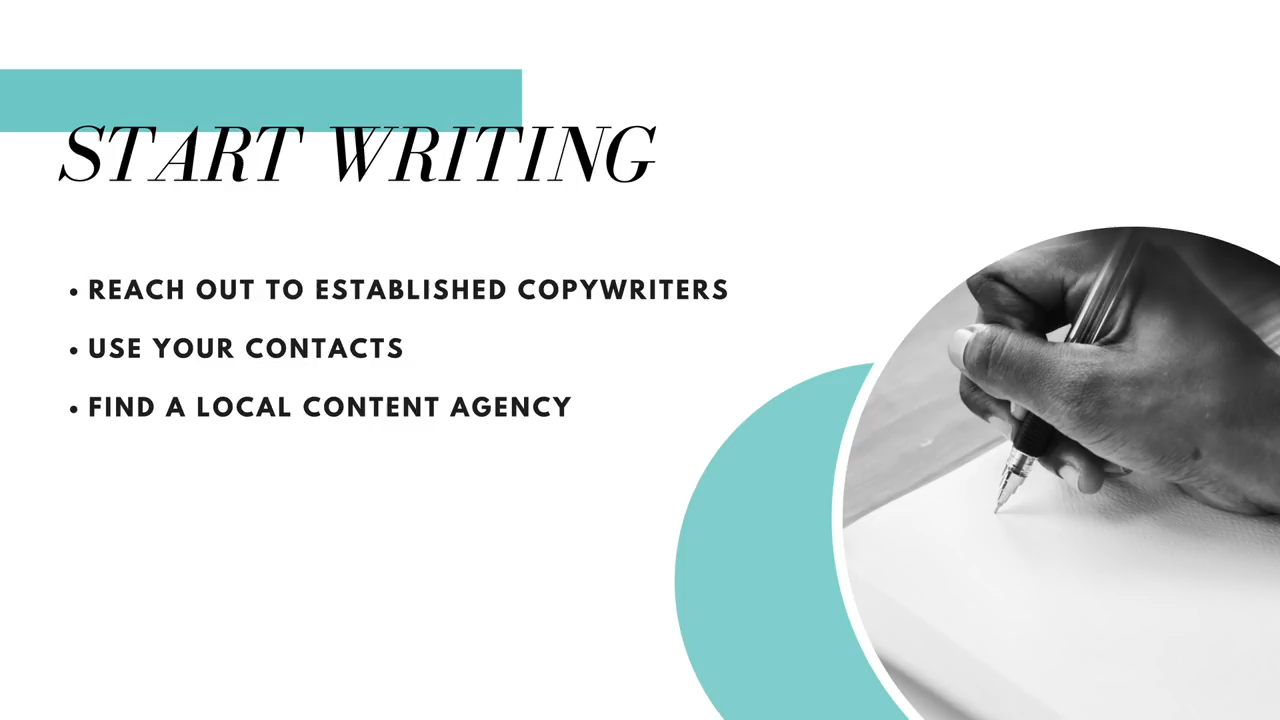 START WRITING
• REACH OUT TO ESTABLISHED COPYWRITERS
• USE YOUR CONTACTS
• FIND A LOCAL CONTENT AGENCY